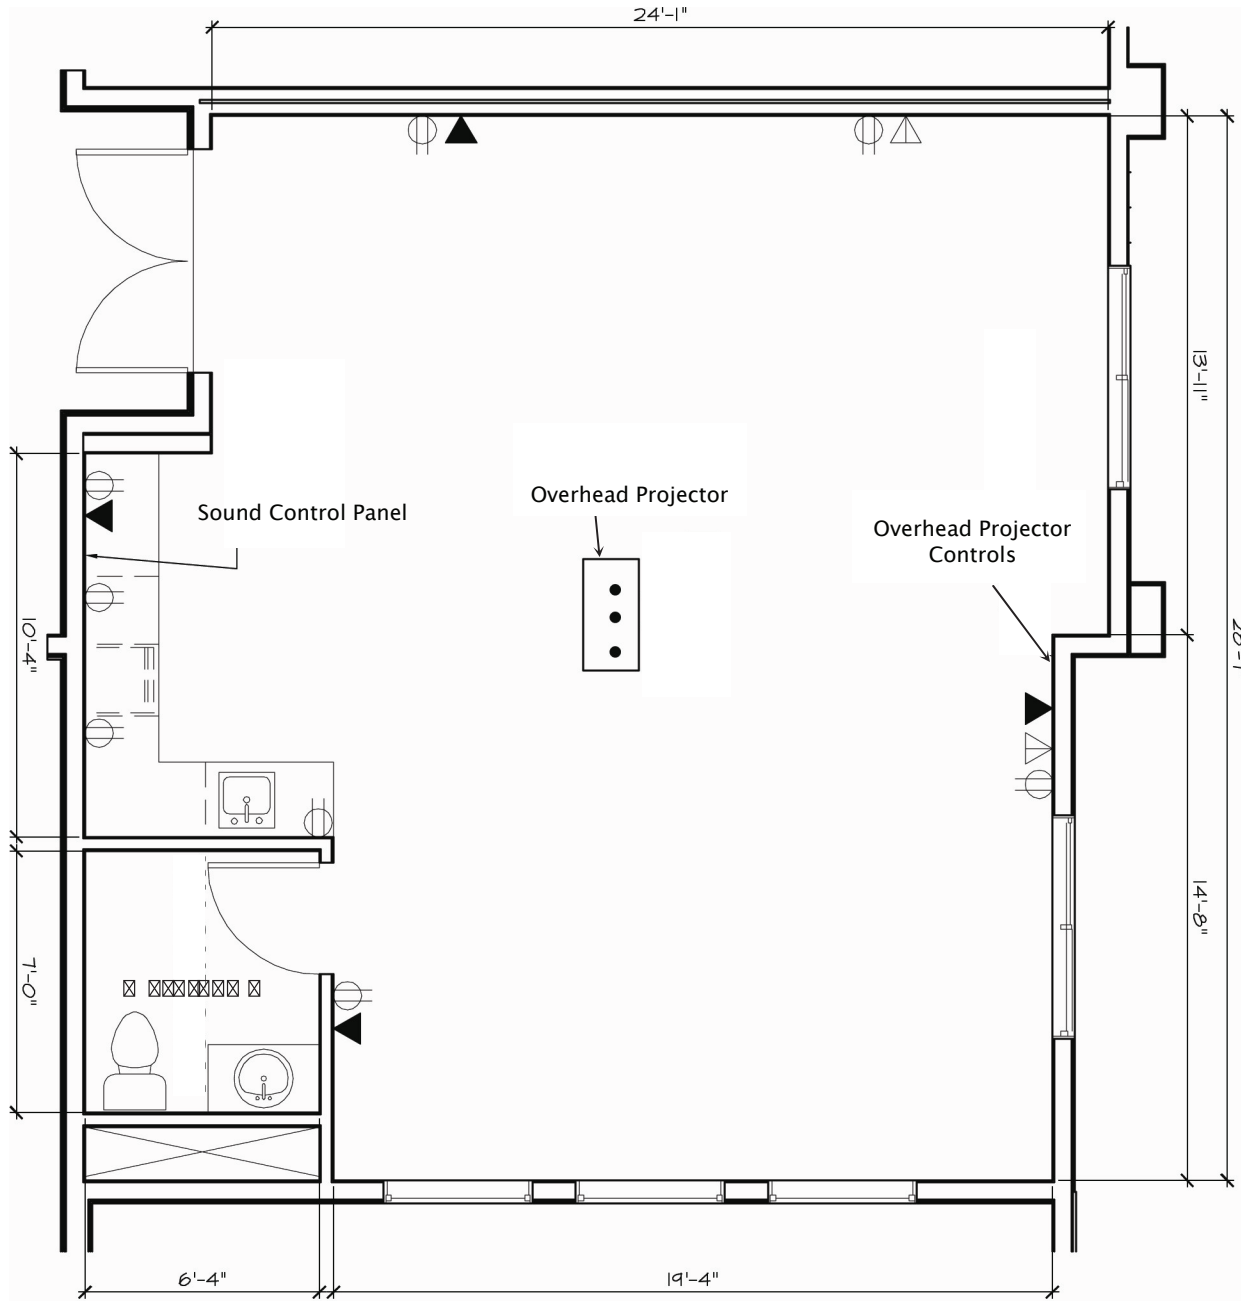 24'-1"
13'-11"
Overhead Projector
Sound Control Panel
Overhead Projector
Controls
10'-4"
14'-8"
7'-0"
6'-4"
19'-4"